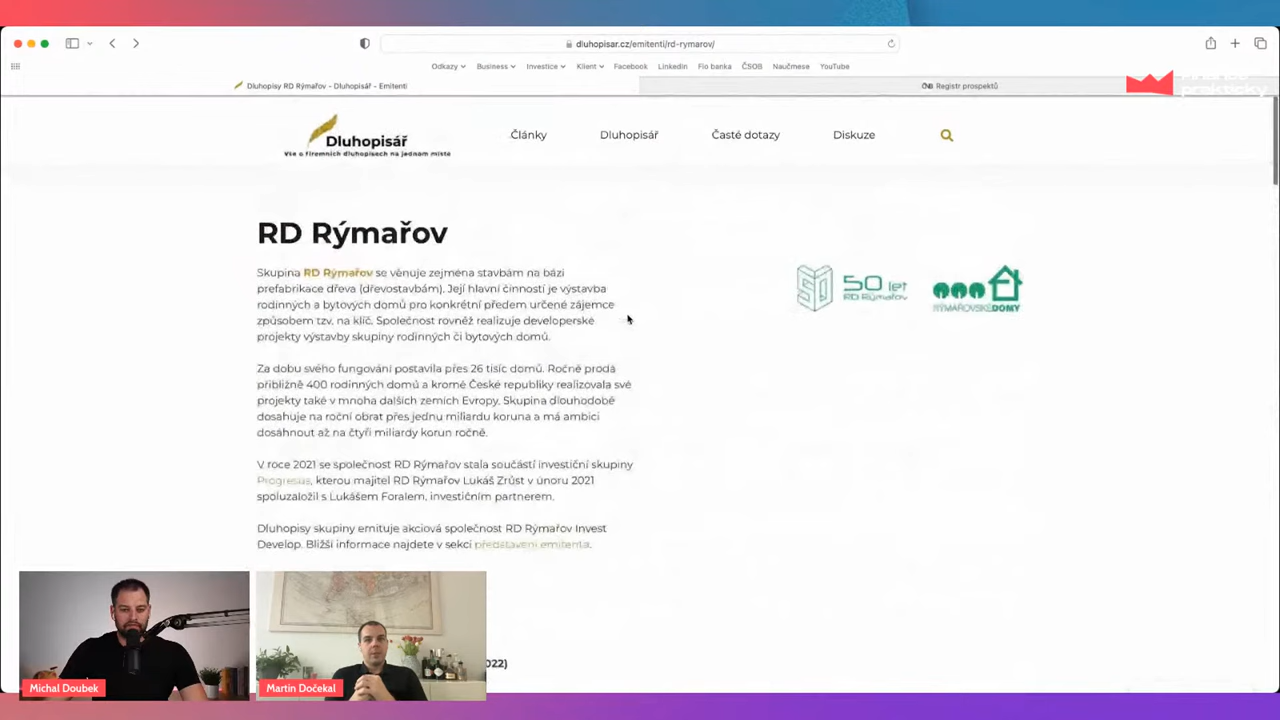 dluhopisar.cz/emitenti/rd-rymarov/
Odkazy Business Investice Klient Facebook LinkedIn Fio banka ČSOB Naučmese YouTube
Dluhopisy RD Rýmařov - Dluhopisář - Emitenti
Registr prospektů
prakticky
Dluhopisář
Vše o firemních dluhopisech na jednom místě
Články Dluhopisář Časté dotazy Diskuze
RD Rýmařov
Skupina RD Rýmařov se věnuje zejména stavbám na bázi
prefabrikace dřeva (dřevostavbám). Její hlavní činností je výstavba
rodinných a bytových domů pro konkrétní předem určené zájemce
způsobem tzv. na klíč. Společnost rovněž realizuje developerské
projekty výstavby skupiny rodinných či bytových domů.
Za dobu svého fungování postavila přes 26 tisíc domů. Ročně prodá
přibližně 400 rodinných domů a kromě České republiky realizovala své
projekty také v mnoha dalších zemích Evropy. Skupina dlouhodobě
dosahuje na roční obrat přes jednu miliardu koruna a má ambici
dosáhnout až na čtyři miliardy korun ročně.
V roce 2021 se společnost RD Rýmařov stala součástí investiční skupiny
Progresus, kterou majitel RD Rýmařov Lukáš Zrůst v únoru 2021
spoluzaložil s Lukášem Foralem, investičním partnerem.
Dluhopisy skupiny emituje akciová společnost RD Rýmařov Invest
Develop. Bližší informace najdete v sekci představení emitenta.
50 let
RD Rýmařov
RÝMAŘOVSKÉDOMY
022)
Michal Doubek
Martin Dočekal